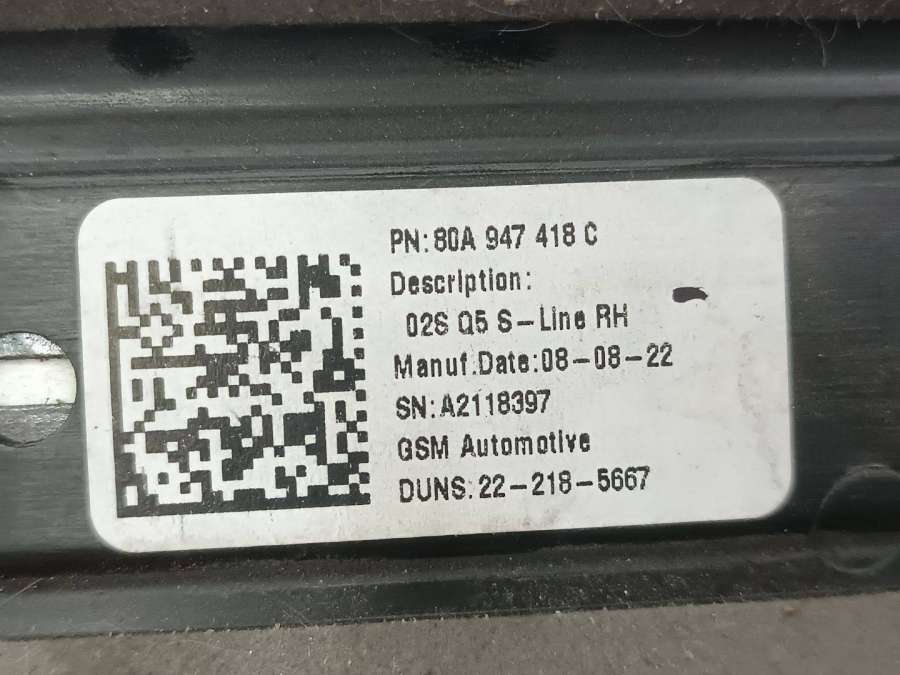 PN:80A 947 418 C
Description:
02S Q5 S-Line RH
Manuf.Date:08-08-22
SN:A2118397
GSM Automotive
DUNS:22-218-5667